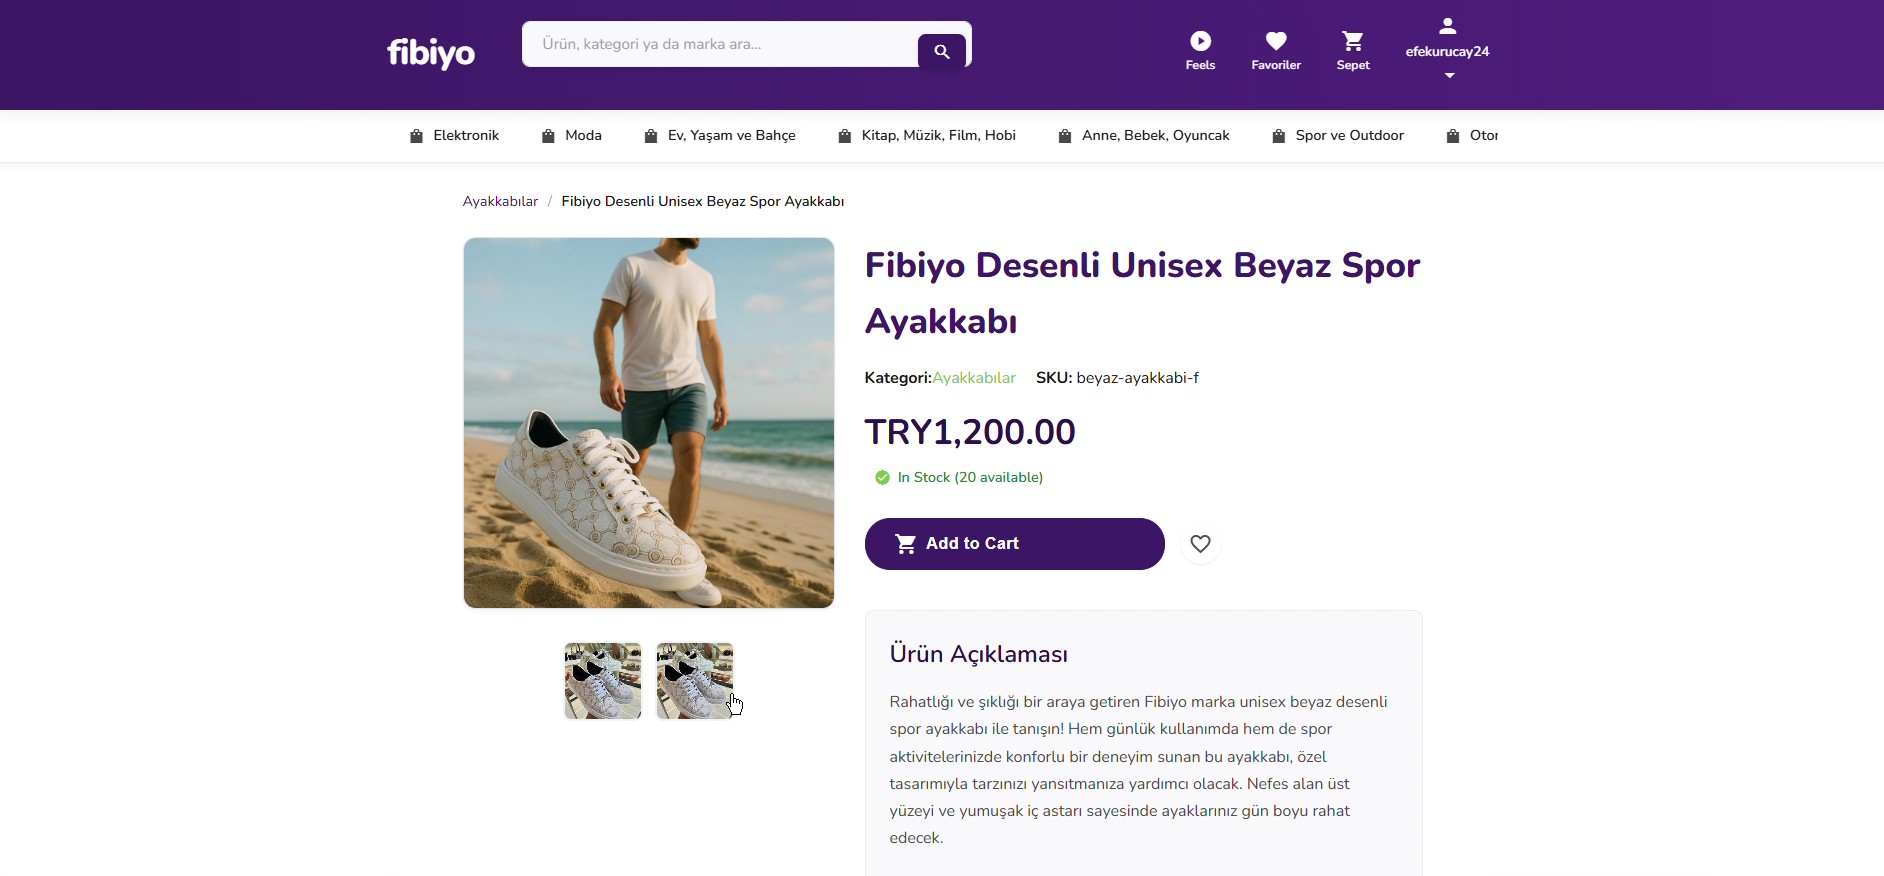 fibiyo
Ürün, kategori ya da marka ara...
Feels
Favoriler
Sepet
efekurucay24
Elektronik
Moda
Ev, Yaşam ve Bahçe
Kitap, Müzik, Film, Hobi
Anne, Bebek, Oyuncak
Spor ve Outdoor
Otor
Ayakkabılar / Fibiyo Desenli Unisex Beyaz Spor Ayakkabı
Fibiyo Desenli Unisex Beyaz Spor
Ayakkabı
Kategori:Ayakkabılar SKU: beyaz-ayakkabi-f
TRY1,200.00
In Stock (20 available)
Add to Cart
Ürün Açıklaması
Rahatlığı ve şıklığı bir araya getiren Fibiyo marka unisex beyaz desenli
spor ayakkabı ile tanışın! Hem günlük kullanımda hem de spor
aktivitelerinizde konforlu bir deneyim sunan bu ayakkabı, özel
tasarımıyla tarzınızı yansıtmanıza yardımcı olacak. Nefes alan üst
yüzeyi ve yumuşak iç astarı sayesinde ayaklarınız gün boyu rahat
edecek.